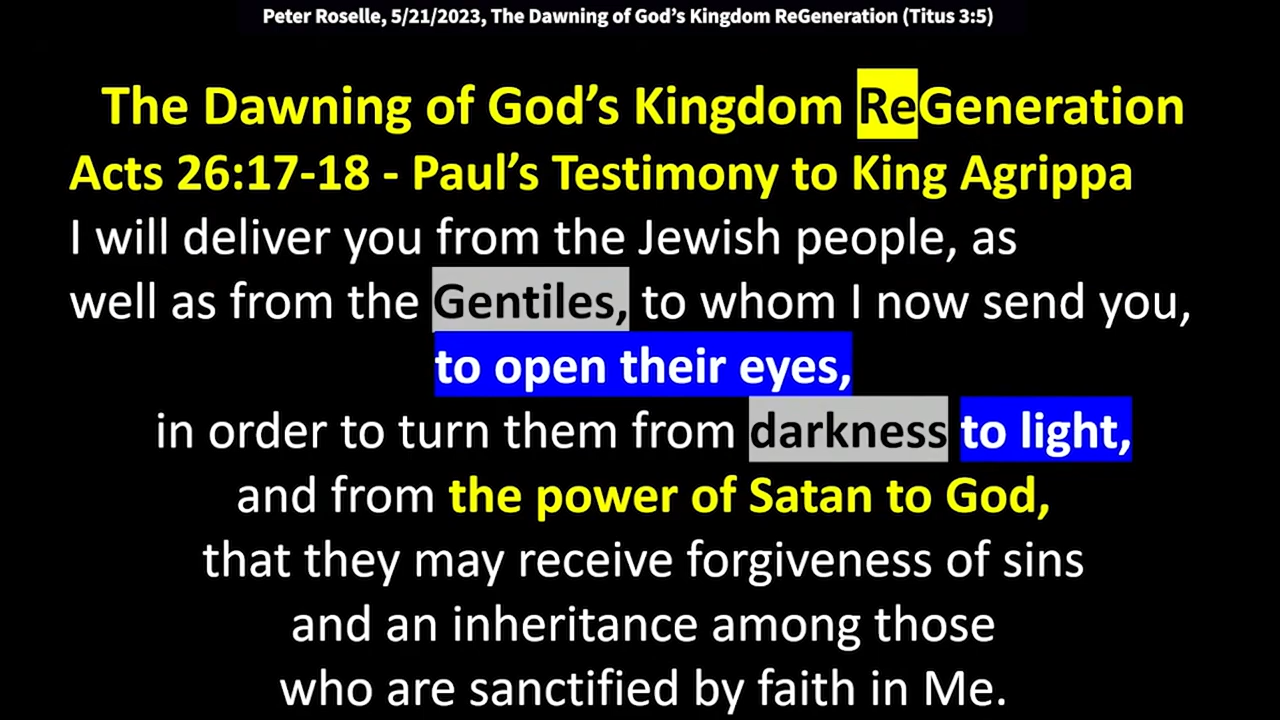 Peter Roselle, 5/21/2023, The Dawning of God’s Kingdom ReGeneration (Titus 3:5)
The Dawning of God’s Kingdom ReGeneration
Acts 26:17-18 - Paul’s Testimony to King Agrippa
I will deliver you from the Jewish people, as
well as from the Gentiles, to whom I now send you,
to open their eyes,
in order to turn them from darkness to light,
and from the power of Satan to God,
that they may receive forgiveness of sins
and an inheritance among those
who are sanctified by faith in Me.